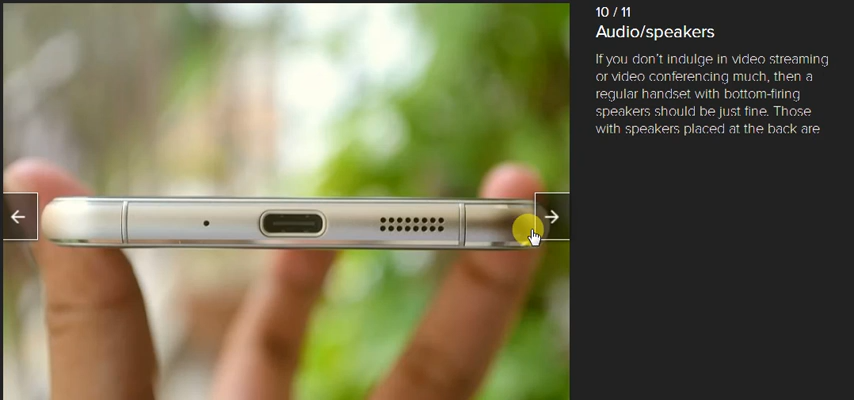 10 / 11
Audio/speakers
If you don't indulge in video streaming
or video conferencing much, then a
regular handset with bottom-firing
speakers should be just fine. Those
with speakers placed at the back are